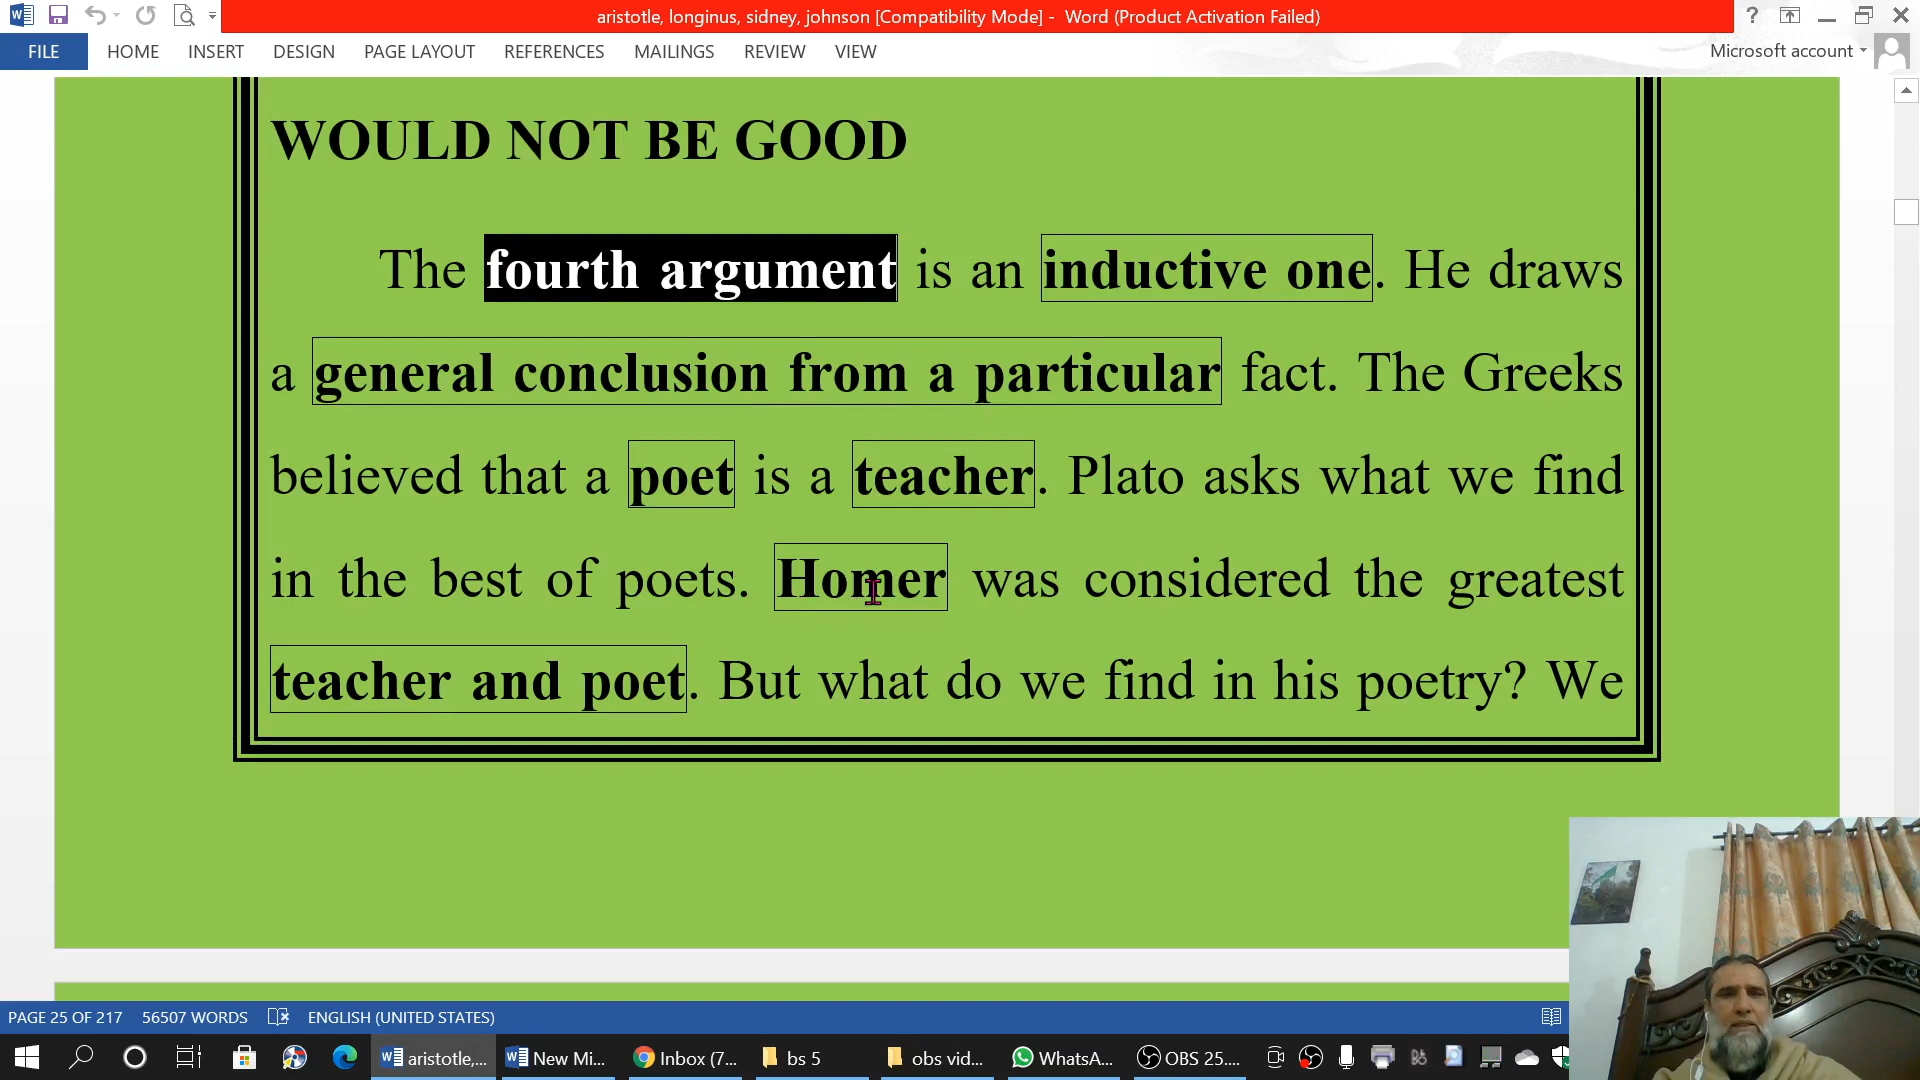 aristotle, longinus, sidney, johnson [Compatibility Mode] - Word (Product Activation Failed)
?
FILE HOME INSERT DESIGN PAGE LAYOUT REFERENCES MAILINGS REVIEW VIEW Microsoft account
WOULD NOT BE GOOD
The fourth argument is an inductive one. He draws
a general conclusion from a particular fact. The Greeks
believed that a poet is a teacher. Plato asks what we find
in the best of poets. Homer was considered the greatest
teacher and poet. But what do we find in his poetry? We
PAGE 25 OF 217 56507 WORDS ENGLISH (UNITED STATES)
aristotle,... New Mi... Inbox (7... bs 5 obs vid... WhatsA... OBS 25....